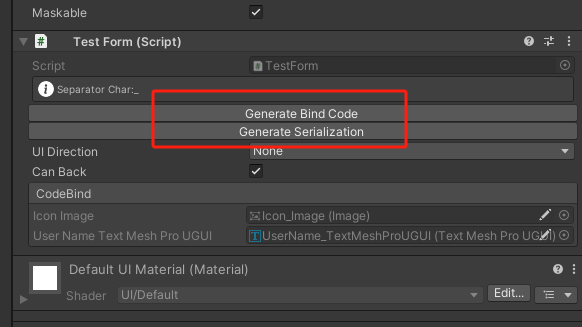 Maskable
Test Form (Script)
Script
TestForm
Separator Char:_
Generate Bind Code
Generate Serialization
UI Direction
None
Can Back
CodeBind
Icon Image
Icon_Image (Image)
User Name Text Mesh Pro UGUI
UserName_TextMeshProUGUI (Text Mesh Pro UGUI)
Default UI Material (Material)
Shader
UI/Default
Edit...